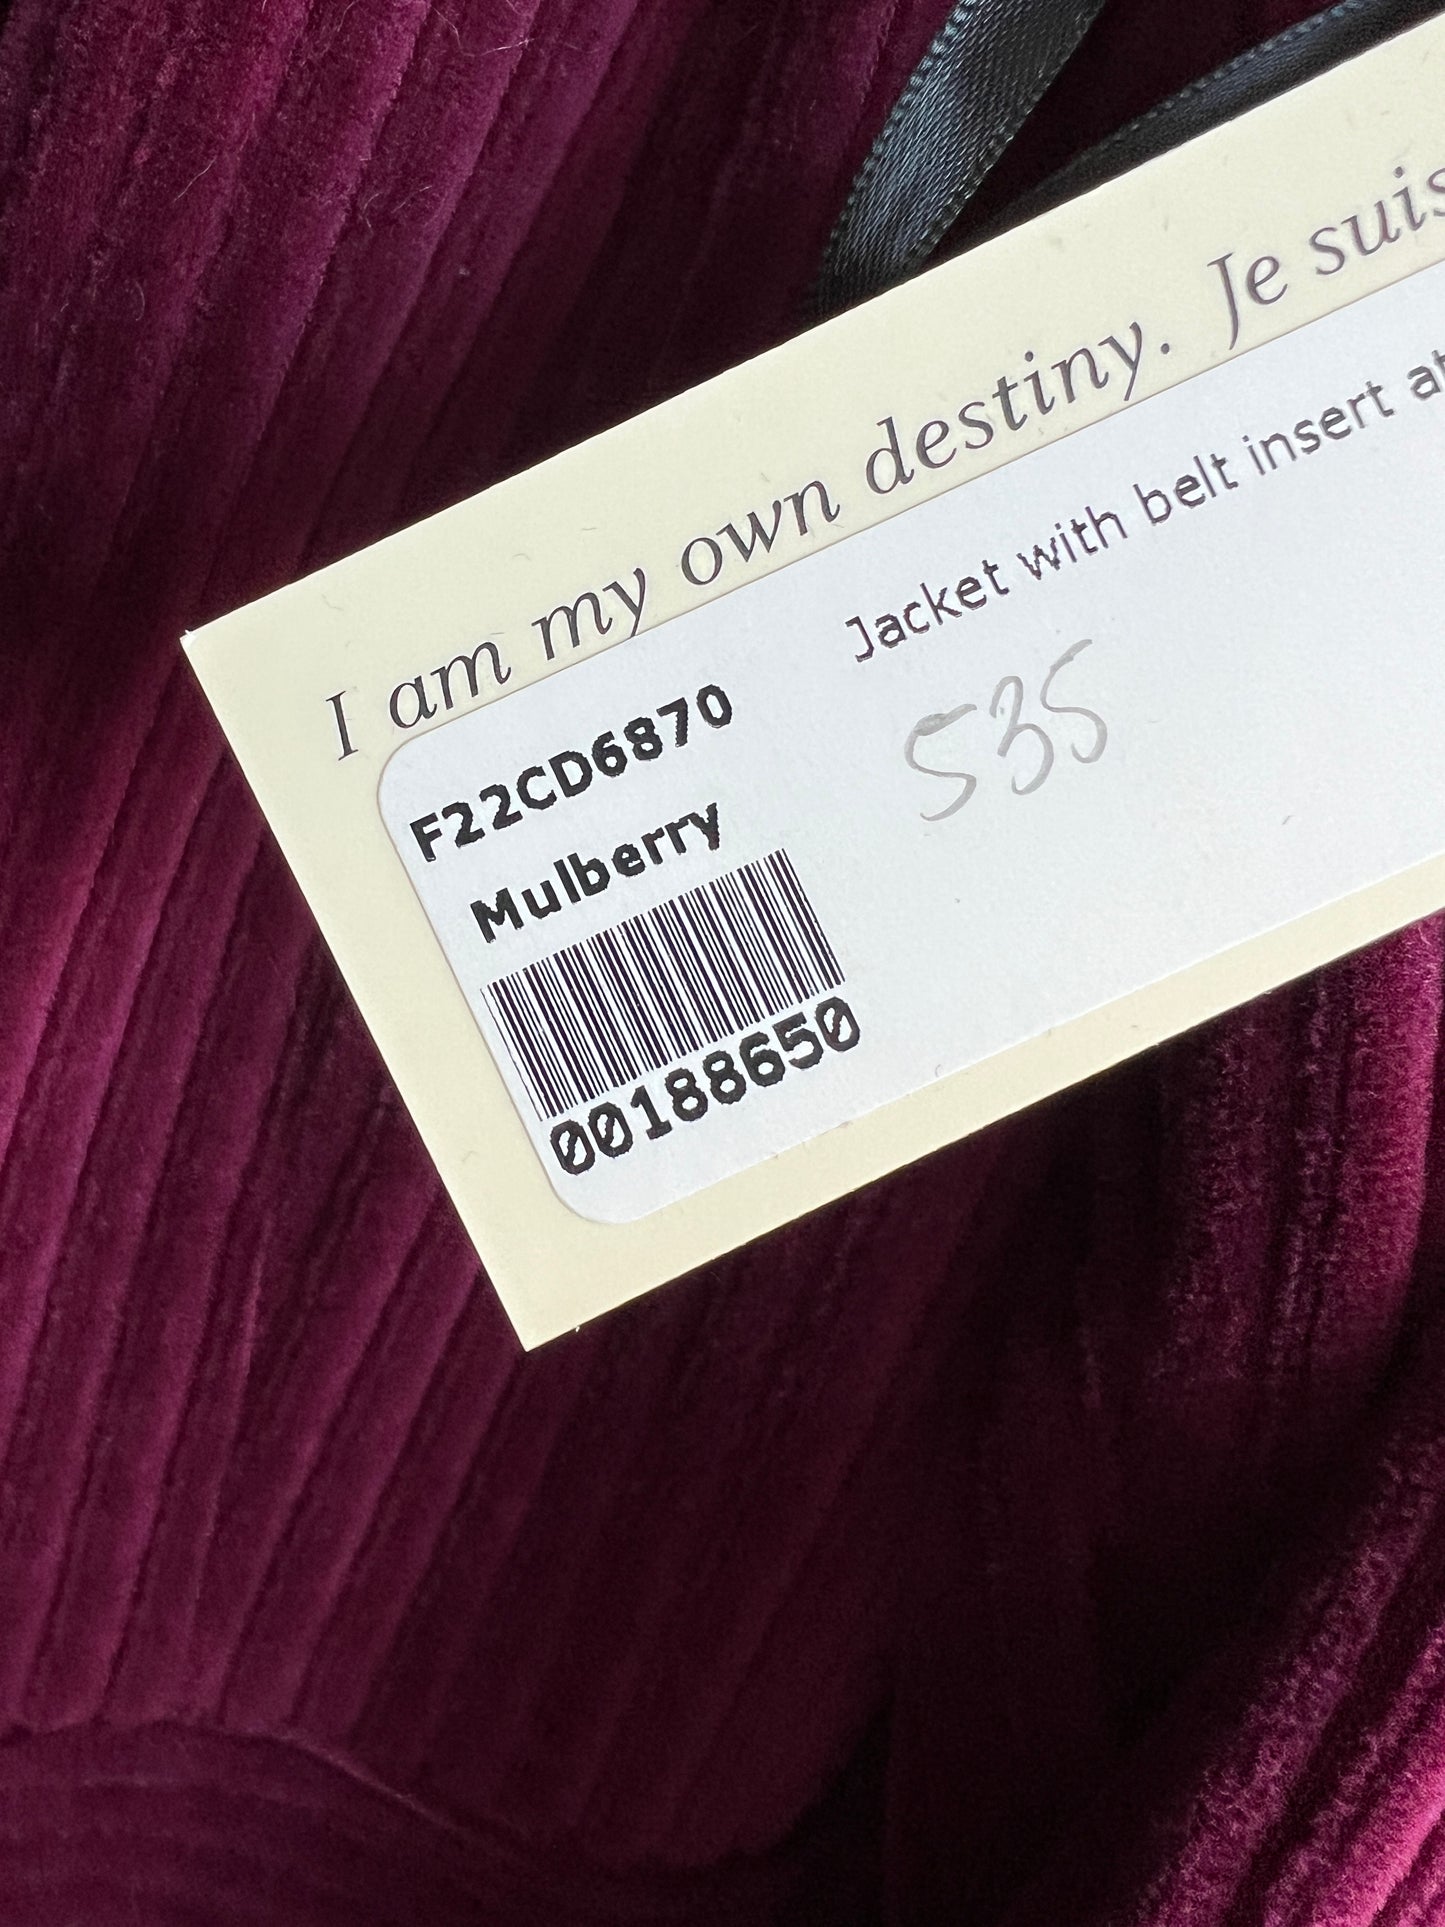 I am my own destiny. Je suis
Jacket with belt insert at
F22CD6870
535
Mulberry
00188650